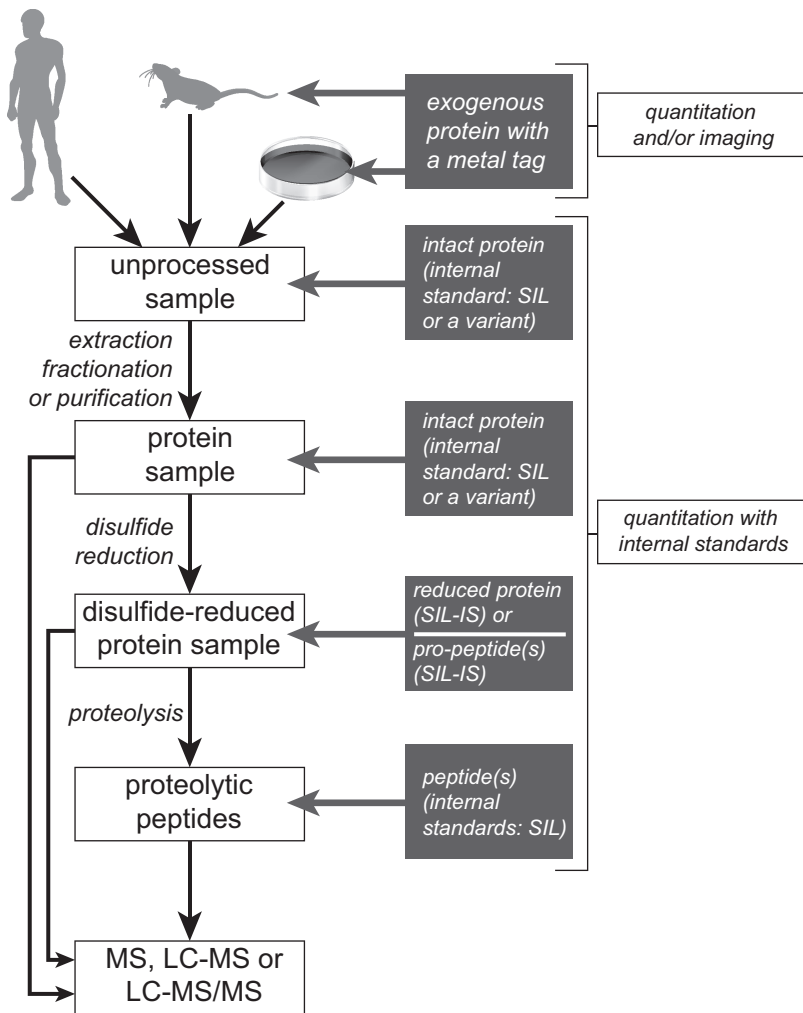 exogenous
protein with
a metal tag
quantitation
and/or imaging
unprocessed
sample
intact protein
(internal
standard: SIL
or a variant)
extraction
fractionation
or purification
protein
sample
intact protein
(internal
standard: SIL
or a variant)
quantitation with
internal standards
disulfide
reduction
disulfide-reduced
protein sample
reduced protein
(SIL-IS) or
pro-peptide(s)
(SIL-IS)
proteolysis
proteolytic
peptides
peptide(s)
(internal
standards: SIL)
MS, LC-MS or
LC-MS/MS